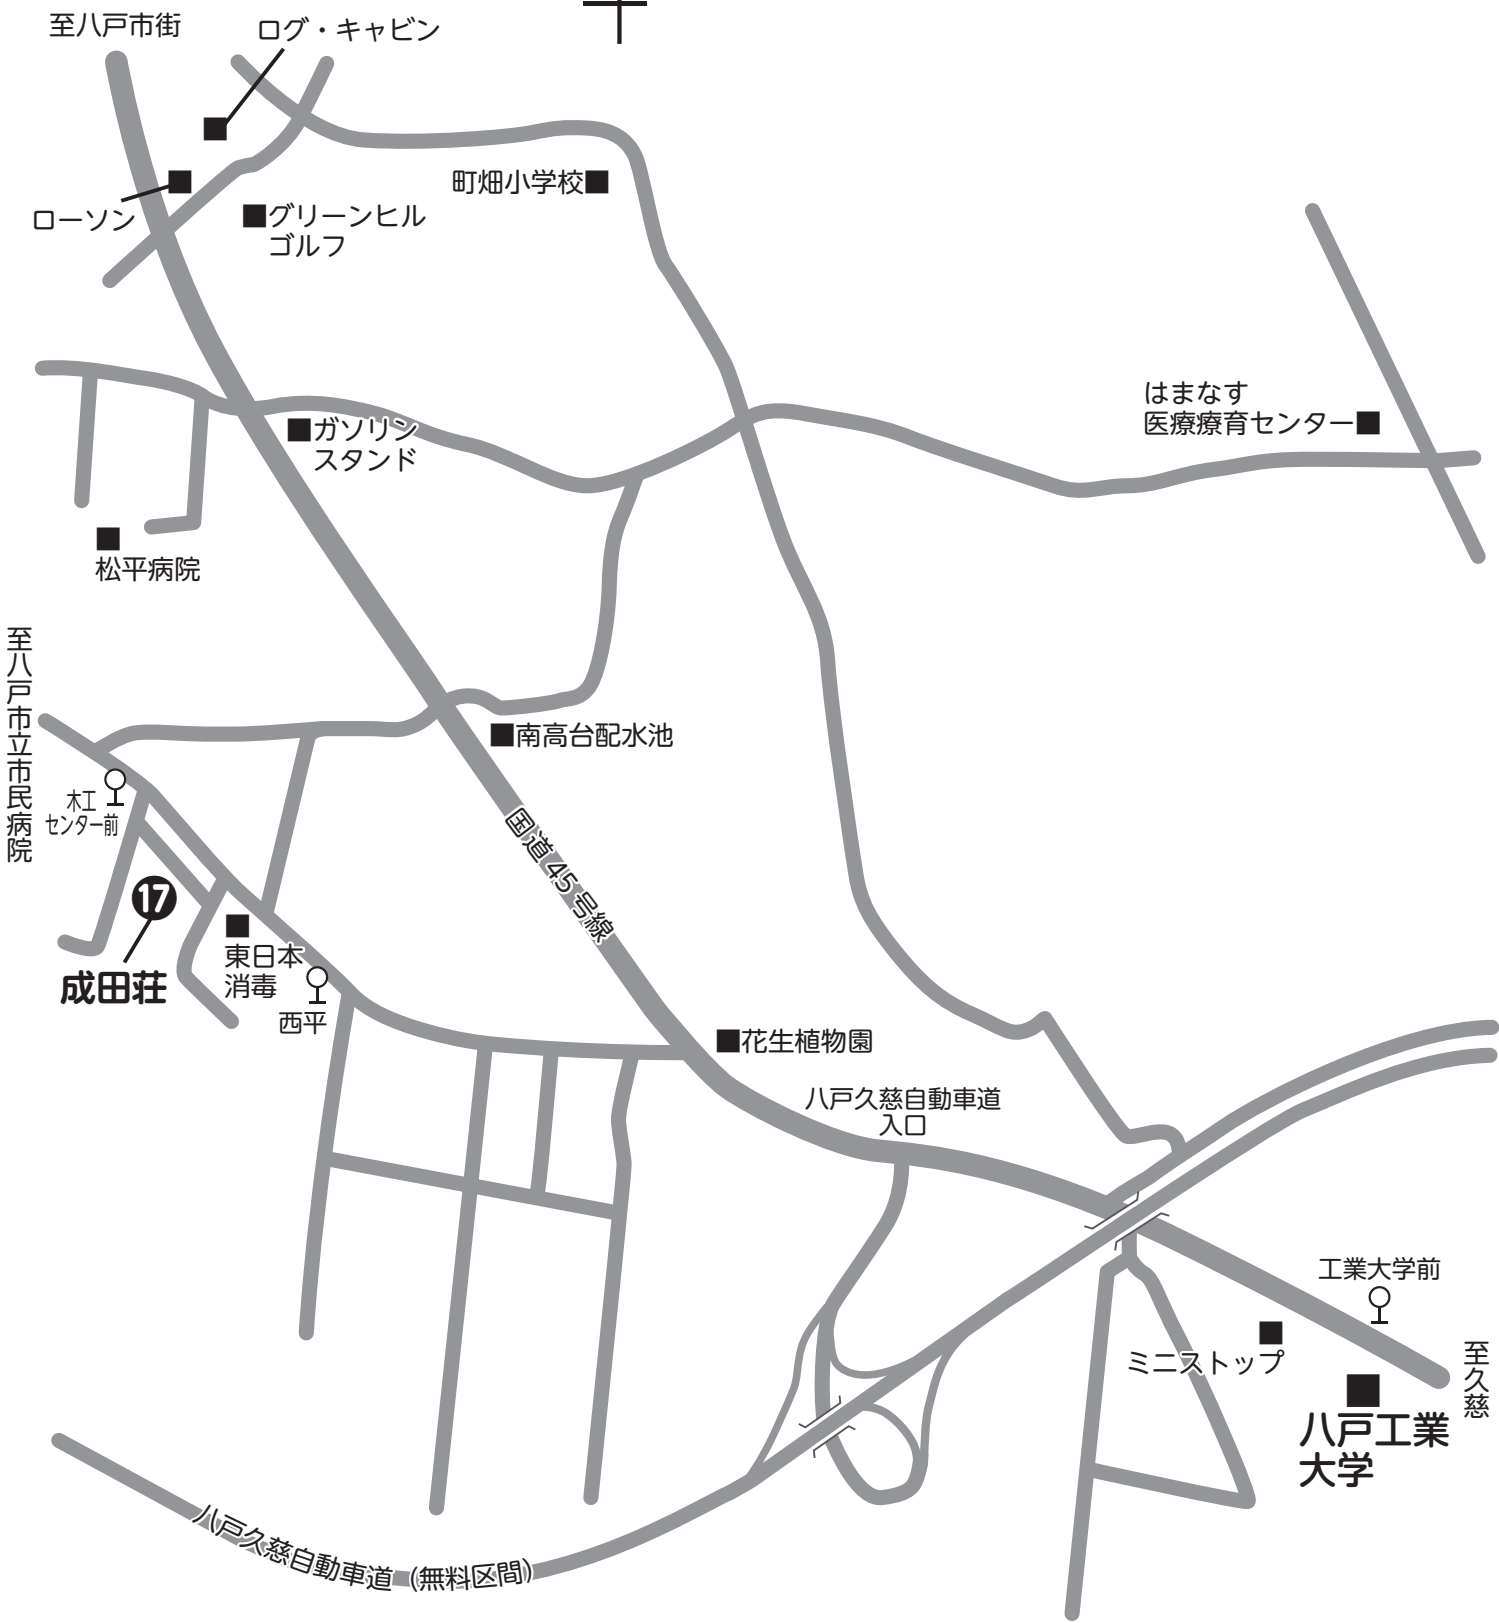 至八戸市街
ログ・キャビン
町畑小学校
ローソン
グリーンヒル
ゴルフ
はまなす
医療療育センター
ガソリン
スタンド
松平病院
至八戸市立市民病院
南高台配水池
木工
センター前
国道45号線
17
成田荘
東日本
消毒
西平
花生植物園
八戸久慈自動車道
入口
工業大学前
ミニストップ
至久慈
八戸工業
大学
八戸久慈自動車道（無料区間）